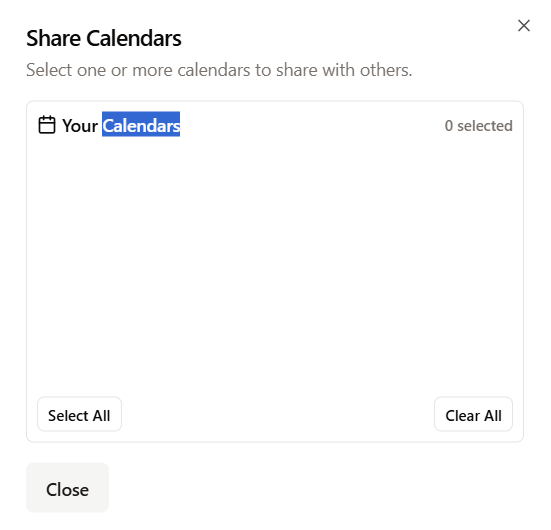 Share Calendars
Select one or more calendars to share with others.
Your Calendars
0 selected
Select All
Clear All
Close